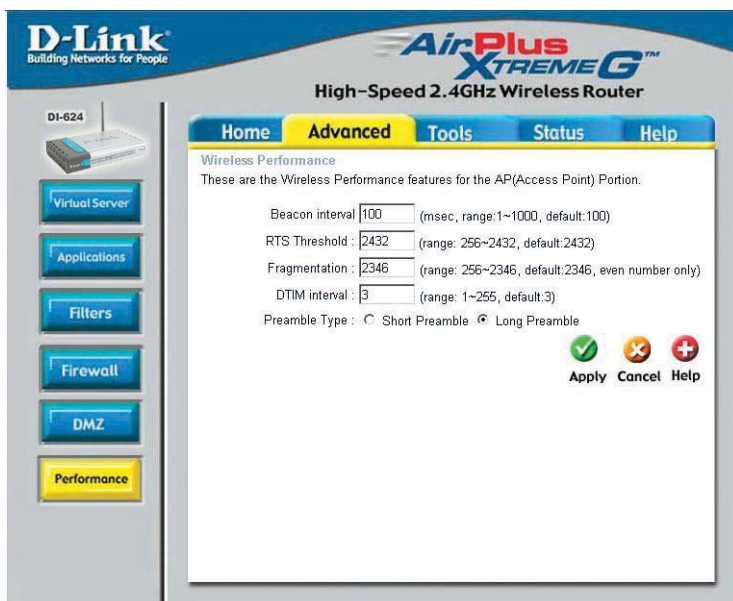 D-Link
Building Networks for People
AirPlus
XTREME G™
High-Speed 2.4GHz Wireless Router
DI-624
Home Advanced Tools Status Help
Wireless Performance
These are the Wireless Performance features for the AP(Access Point) Portion.
Virtual Server
Applications
Filters
Firewall
DMZ
Performance
Beacon interval 100 (msec, range:1~1000, default:100)
RTS Threshold : 2432 (range: 256~2432, default:2432)
Fragmentation : 2346 (range: 256~2346, default:2346, even number only)
DTIM interval : 3 (range: 1~255, default:3)
Preamble Type : Short Preamble Long Preamble
Apply Cancel Help